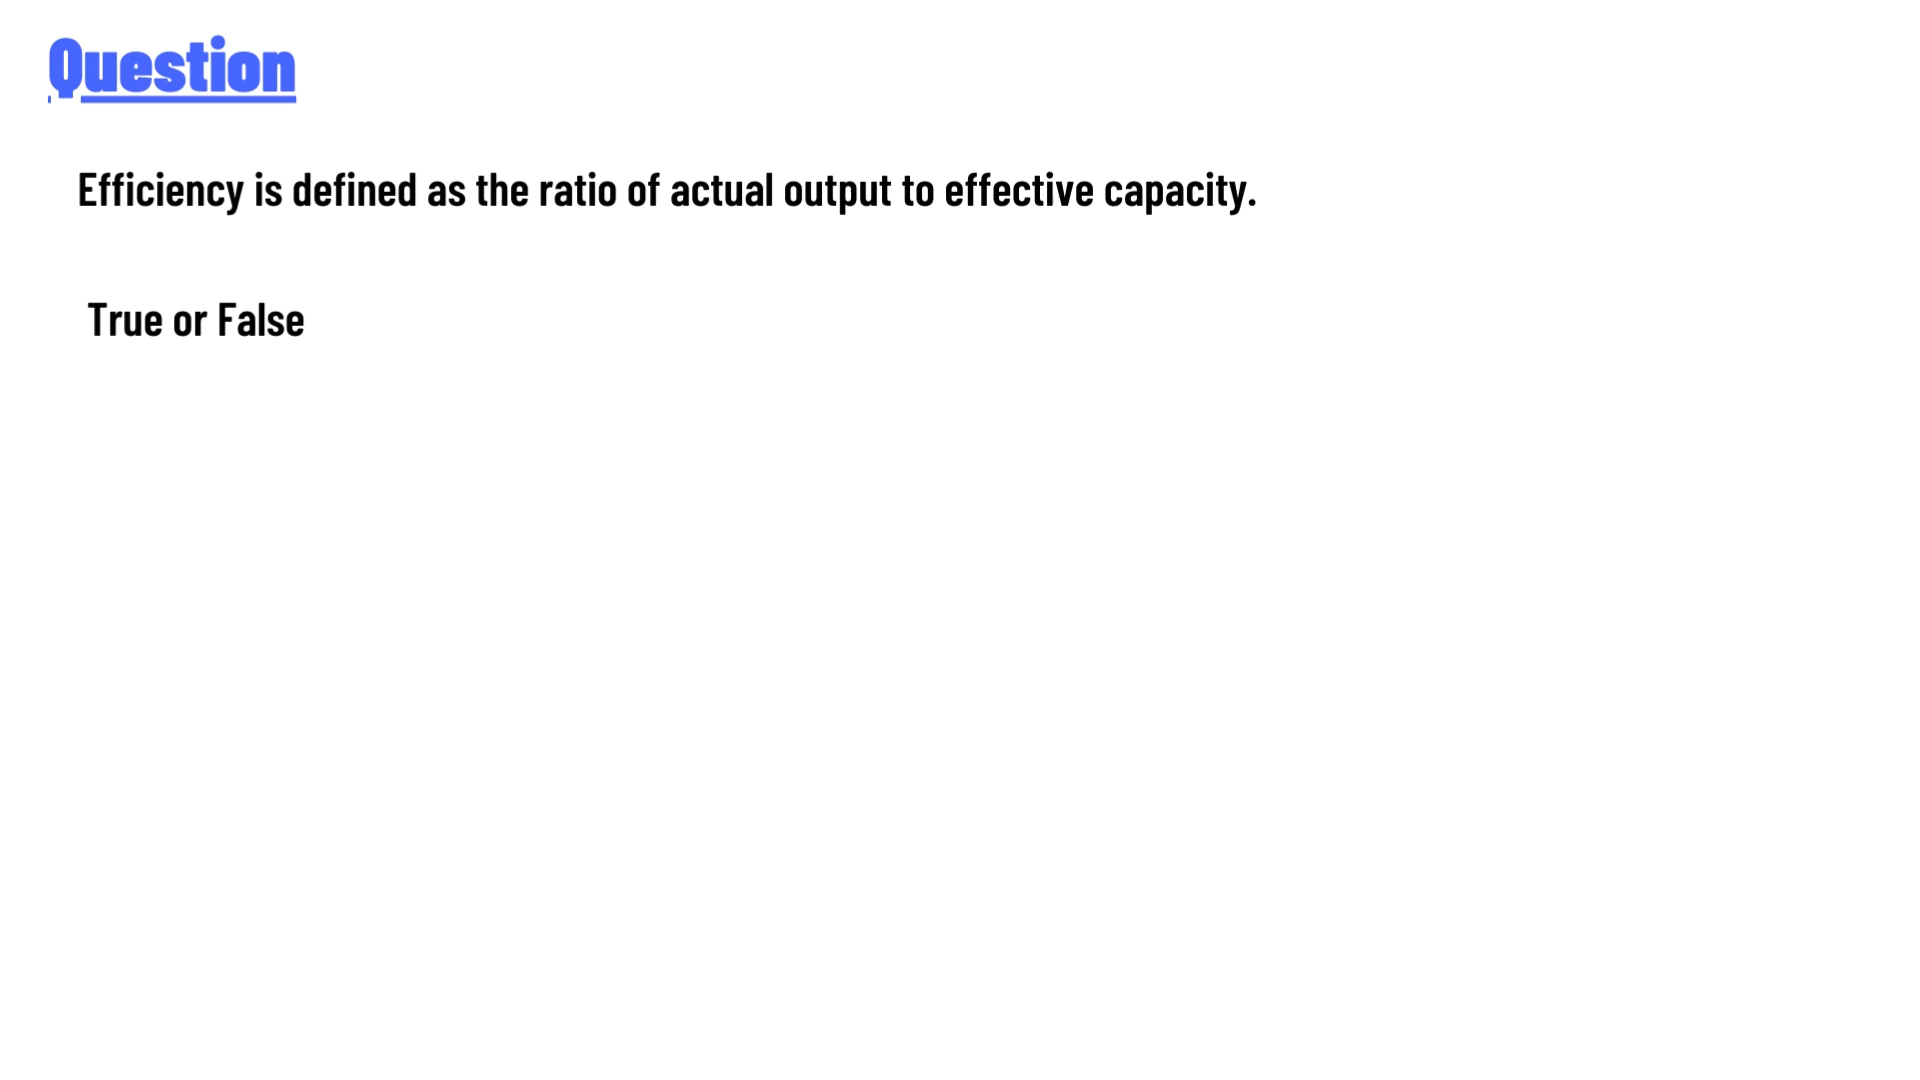 Question
Efficiency is defined as the ratio of actual output to effective capacity.
True or False